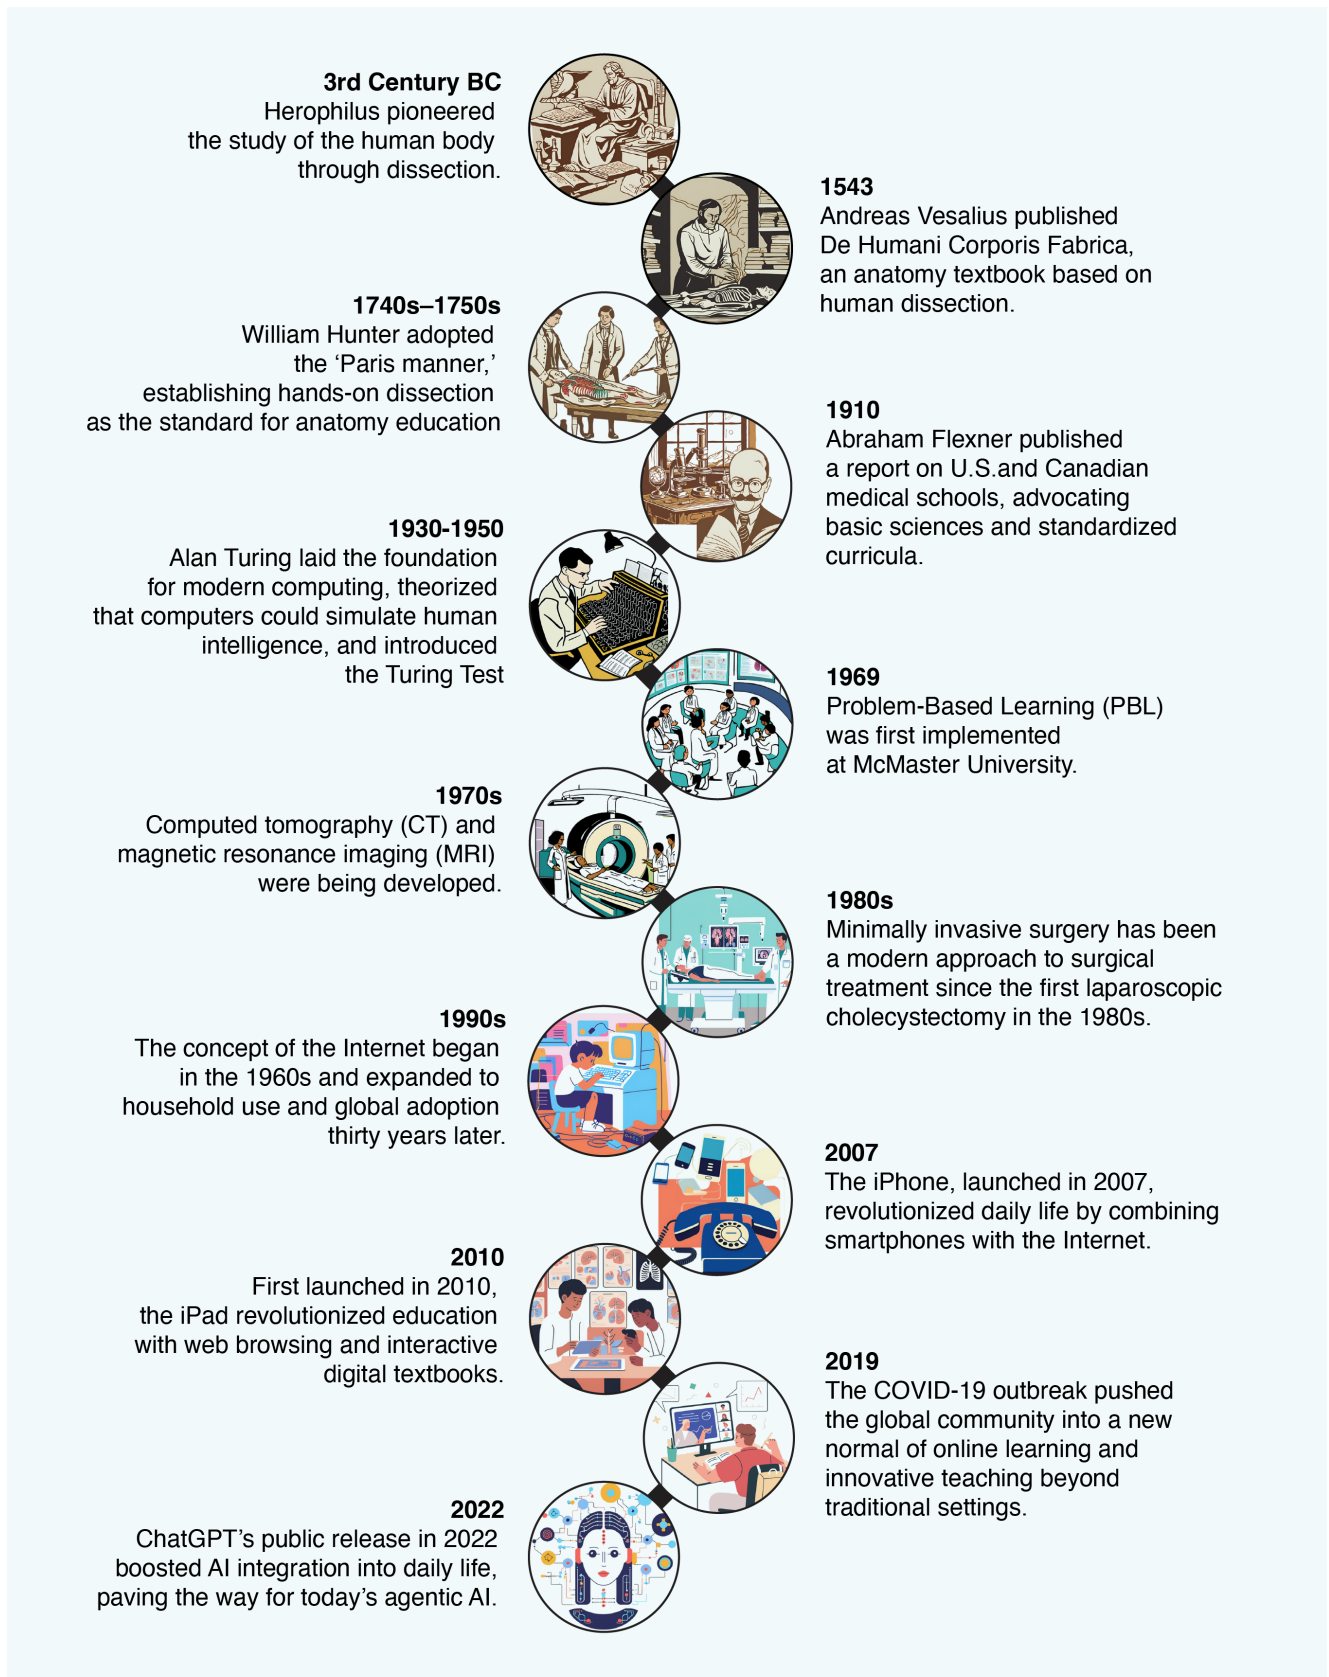 3rd Century BC
Herophilus pioneered
the study of the human body
through dissection.
1543
Andreas Vesalius published
De Humani Corporis Fabrica,
an anatomy textbook based on
human dissection.
1740s–1750s
William Hunter adopted
the ‘Paris manner,’
establishing hands-on dissection
as the standard for anatomy education
1910
Abraham Flexner published
a report on U.S.and Canadian
medical schools, advocating
basic sciences and standardized
curricula.
1930-1950
Alan Turing laid the foundation
for modern computing, theorized
that computers could simulate human
intelligence, and introduced
the Turing Test
1969
Problem-Based Learning (PBL)
was first implemented
at McMaster University.
1970s
Computed tomography (CT) and
magnetic resonance imaging (MRI)
were being developed.
1980s
Minimally invasive surgery has been
a modern approach to surgical
treatment since the first laparoscopic
cholecystectomy in the 1980s.
1990s
The concept of the Internet began
in the 1960s and expanded to
household use and global adoption
thirty years later.
2007
The iPhone, launched in 2007,
revolutionized daily life by combining
smartphones with the Internet.
2010
First launched in 2010,
the iPad revolutionized education
with web browsing and interactive
digital textbooks.
2019
The COVID-19 outbreak pushed
the global community into a new
normal of online learning and
innovative teaching beyond
traditional settings.
2022
ChatGPT’s public release in 2022
boosted AI integration into daily life,
paving the way for today’s agentic AI.